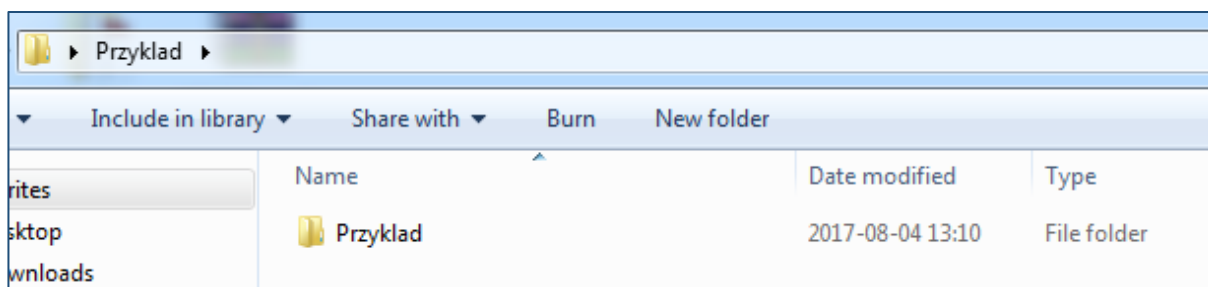 Przyklad
Include in library Share with Burn New folder
Name Date modified Type
rites
Przyklad 2017-08-04 13:10 File folder
sktop
wnloads